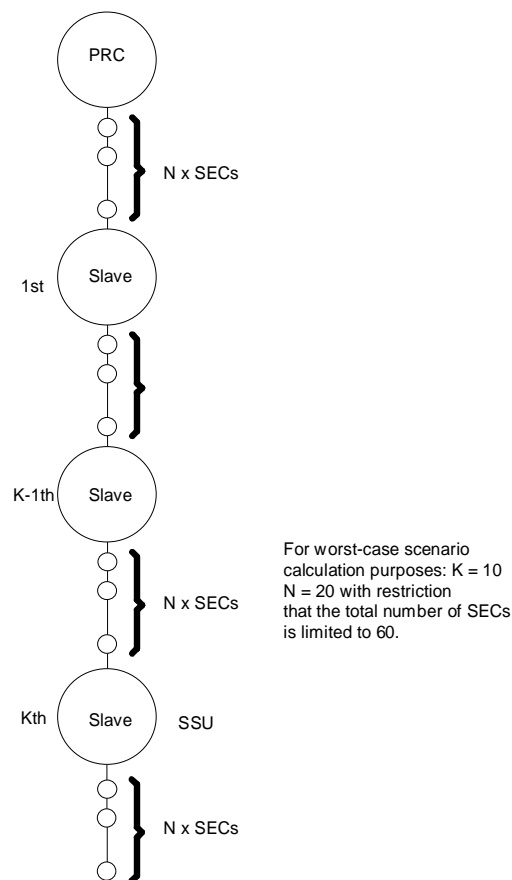 PRC
N x SECs
1st
Slave
K-1th
Slave
For worst-case scenario
calculation purposes: K = 10
N = 20 with restriction
that the total number of SECs
is limited to 60.
N x SECs
Kth
Slave
SSU
N x SECs